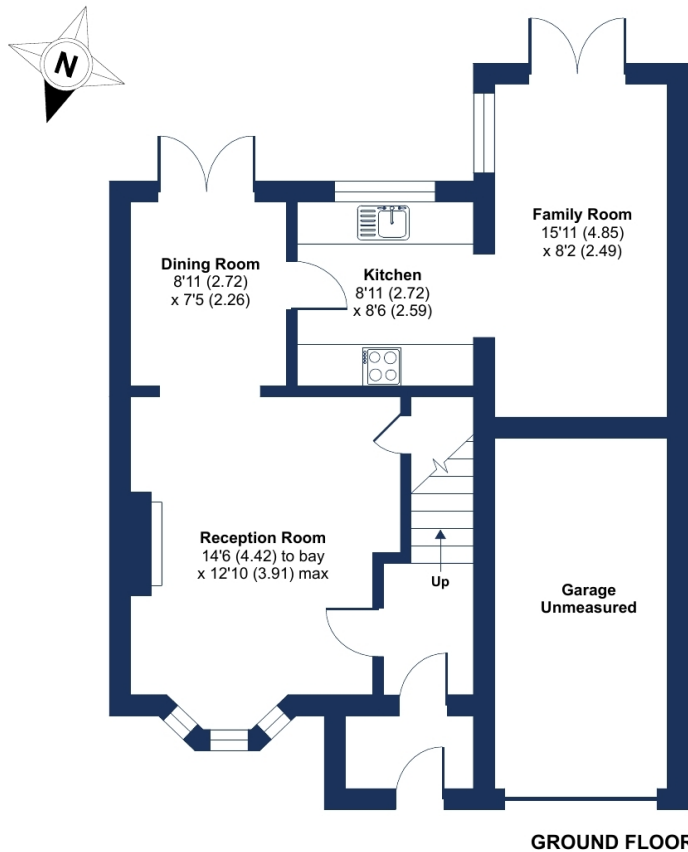 N
Family Room
15'11 (4.85)
x 8'2 (2.49)
Dining Room
8'11 (2.72)
x 7'5 (2.26)
Kitchen
8'11 (2.72)
x 8'6 (2.59)
Reception Room
14'6 (4.42) to bay
x 12'10 (3.91) max
Up
Garage
Unmeasured
GROUND FLOOR